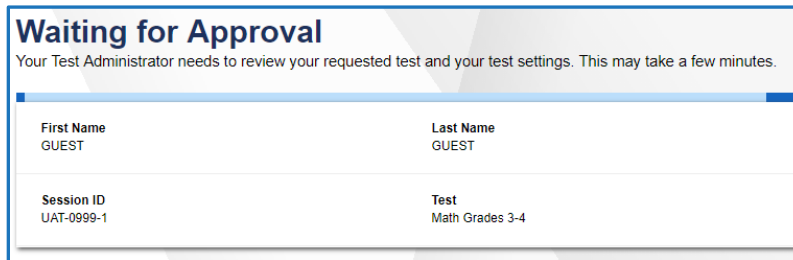 Waiting for Approval
Your Test Administrator needs to review your requested test and your test settings. This may take a few minutes.
First Name
GUEST
Last Name
GUEST
Session ID
UAT-0999-1
Test
Math Grades 3-4